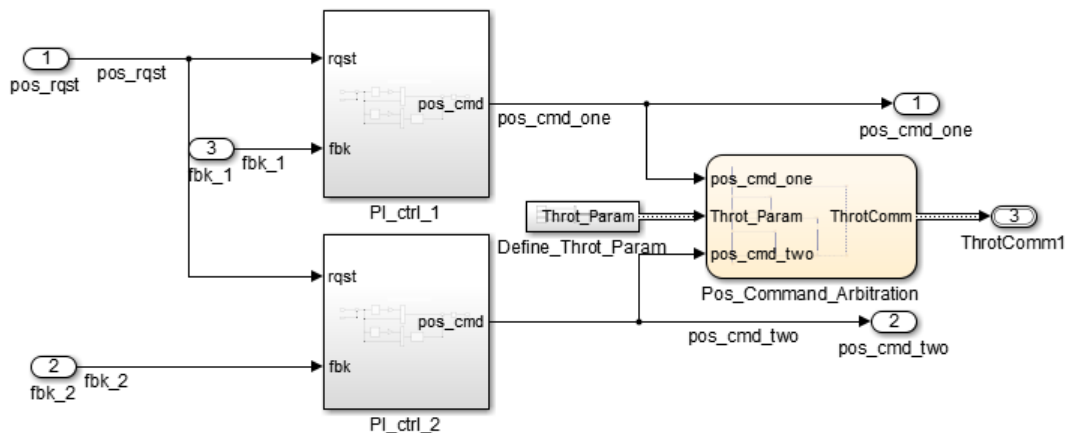 1
pos_rqst
pos_rqst
rqst
pos_cmd
3
fbk_1
fbk_1
fbk
PI_ctrl_1
pos_cmd_one
1
pos_cmd_one
pos_cmd_one
Throt_Param
Throt_Param
ThrotComm
pos_cmd_two
Define_Throt_Param
Pos_Command_Arbitration
3
ThrotComm1
rqst
pos_cmd
2
fbk_2
fbk_2
fbk
PI_ctrl_2
pos_cmd_two
2
pos_cmd_two